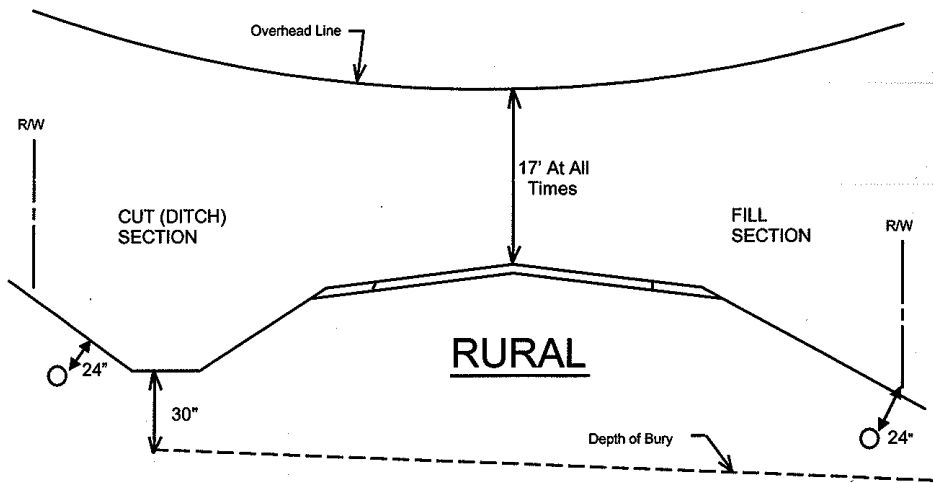 Overhead Line
R/W
17' At All
Times
CUT (DITCH)
SECTION
FILL
SECTION
R/W
RURAL
24"
30"
Depth of Bury
24"